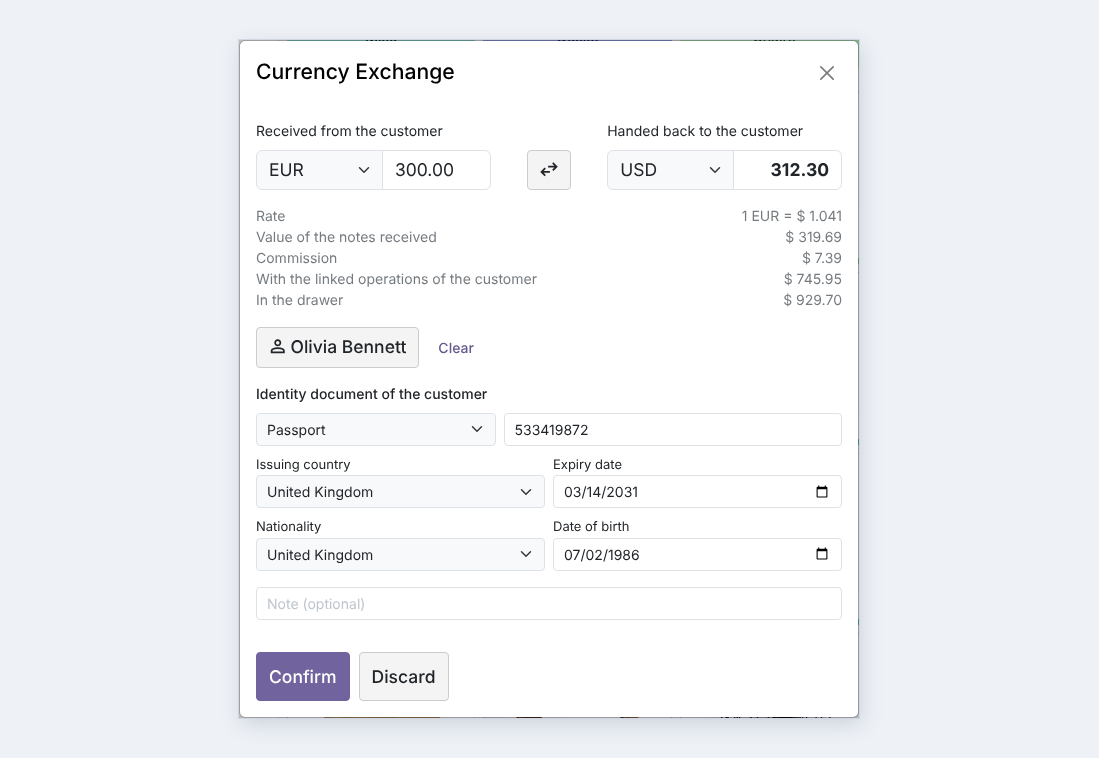 Currency Exchange
Received from the customer
Handed back to the customer
EUR
300.00
USD
312.30
Rate
1 EUR = $ 1.041
Value of the notes received
$ 319.69
Commission
$ 7.39
With the linked operations of the customer
$ 745.95
In the drawer
$ 929.70
Olivia Bennett
Clear
Identity document of the customer
Passport
533419872
Issuing country
Expiry date
United Kingdom
03/14/2031
Nationality
Date of birth
United Kingdom
07/02/1986
Note (optional)
Confirm
Discard